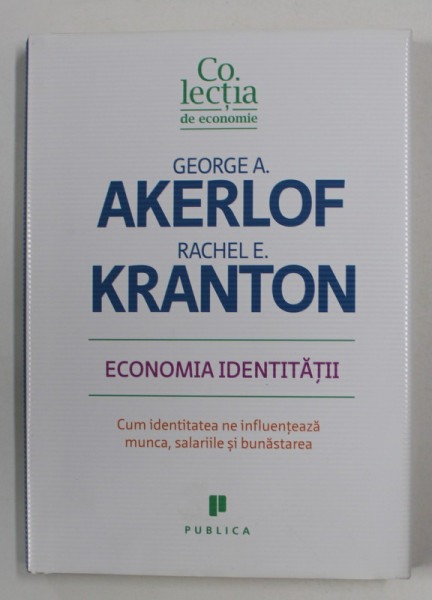 Co.
lecția
de economie
GEORGE A.
AKERLOF
RACHEL E.
KRANTON
ECONOMIA IDENTITĂȚII
Cum identitatea ne influențează
munca, salariile și bunăstarea
PUBLICA